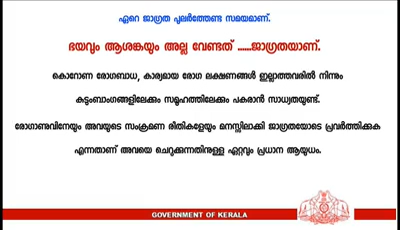 ഏറെ ജാഗ്രത പുലർത്തേണ്ട സമയമാണ്.
ഭയവും ആശങ്കയും അല്ല വേണ്ടത് ......ജാഗ്രതയാണ്.
കൊറോണ രോഗബാധ, കാര്യമായ രോഗ ലക്ഷണങ്ങൾ ഇല്ലാത്തവരിൽ നിന്നും
കുടുംബാംഗങ്ങളിലേക്കും സമൂഹത്തിലേക്കും പകരാൻ സാധ്യതയുണ്ട്.
രോഗാണുവിനേയും അവയുടെ സംക്രമണ രീതികളേയും മനസ്സിലാക്കി ജാഗ്രതയോടെ പ്രവർത്തിക്കുക
എന്നതാണ് അവയെ ചെറുക്കുന്നതിനുള്ള ഏറ്റവും പ്രധാന ആയുധം.
GOVERNMENT OF KERALA